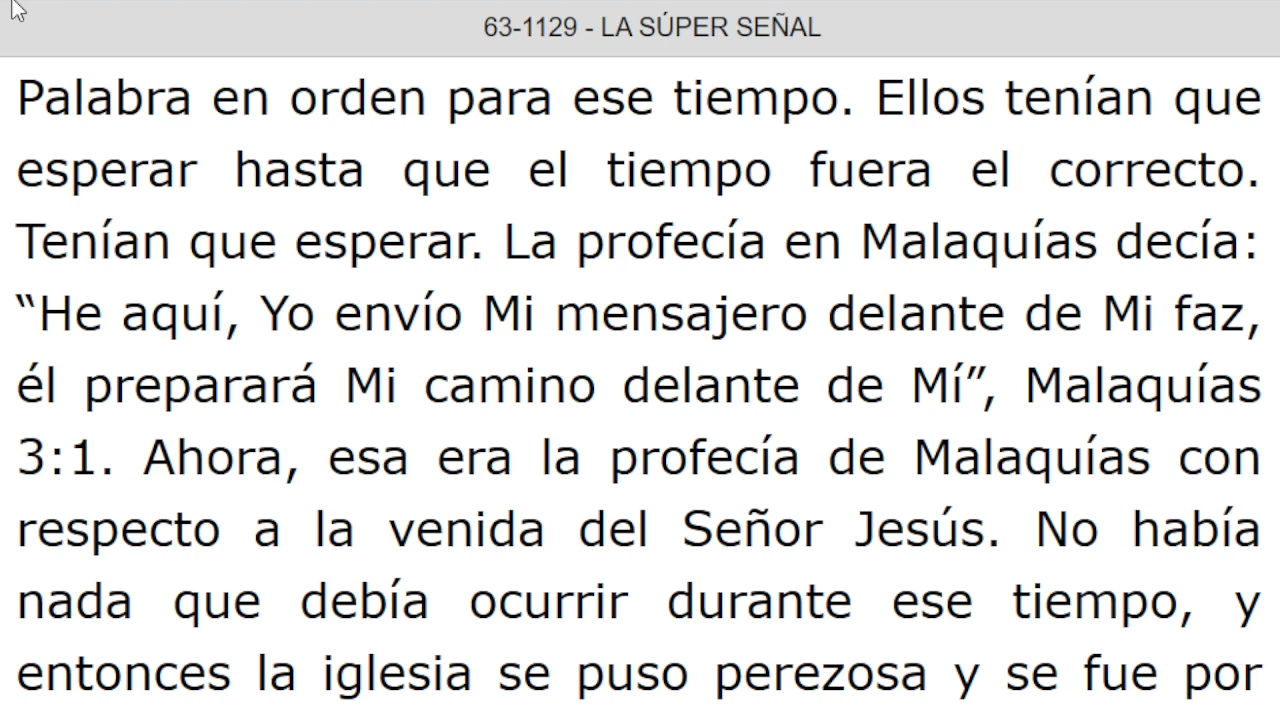 63-1129 - LA SÚPER SEÑAL
Palabra en orden para ese tiempo. Ellos tenían que
esperar hasta que el tiempo fuera el correcto.
Tenían que esperar. La profecía en Malaquías decía:
“He aquí, Yo envío Mi mensajero delante de Mi faz,
él preparará Mi camino delante de Mí”, Malaquías
3:1. Ahora, esa era la profecía de Malaquías con
respecto a la venida del Señor Jesús. No había
nada que debía ocurrir durante ese tiempo, y
entonces la iglesia se puso perezosa y se fue por